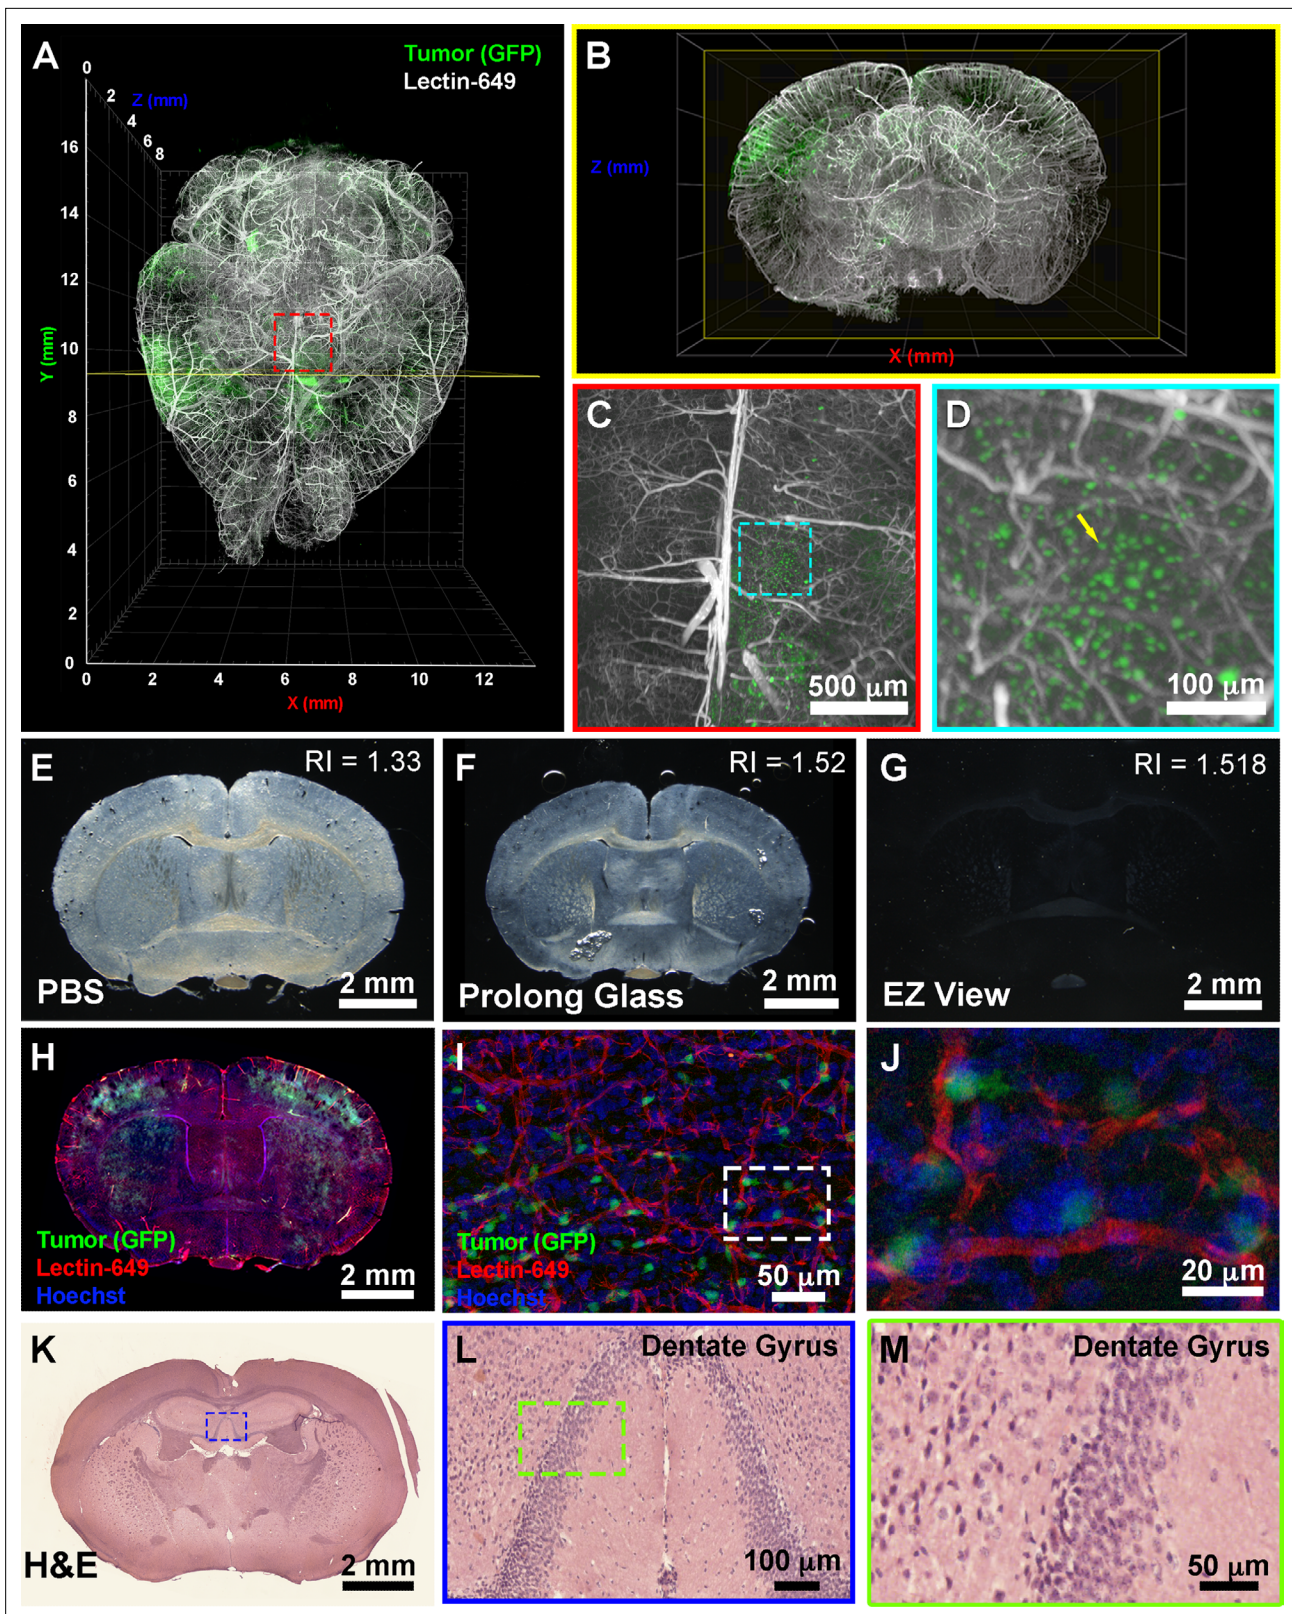 A
Tumor (GFP)
Lectin-649
0
2
Z (mm)
4
6
8
16
14
12
10
Y (mm)
8
6
4
2
0
0
2
4
6
8
10
12
X (mm)
B
Z (mm)
X (mm)
C
500 μm
D
100 μm
E
RI = 1.33
PBS
2 mm
F
RI = 1.52
Prolong Glass
2 mm
G
RI = 1.518
EZ View
2 mm
H
Tumor (GFP)
Lectin-649
Hoechst
2 mm
I
Tumor (GFP)
Lectin-649
Hoechst
50 μm
J
20 μm
K
H&E
2 mm
L
Dentate Gyrus
100 μm
M
Dentate Gyrus
50 μm